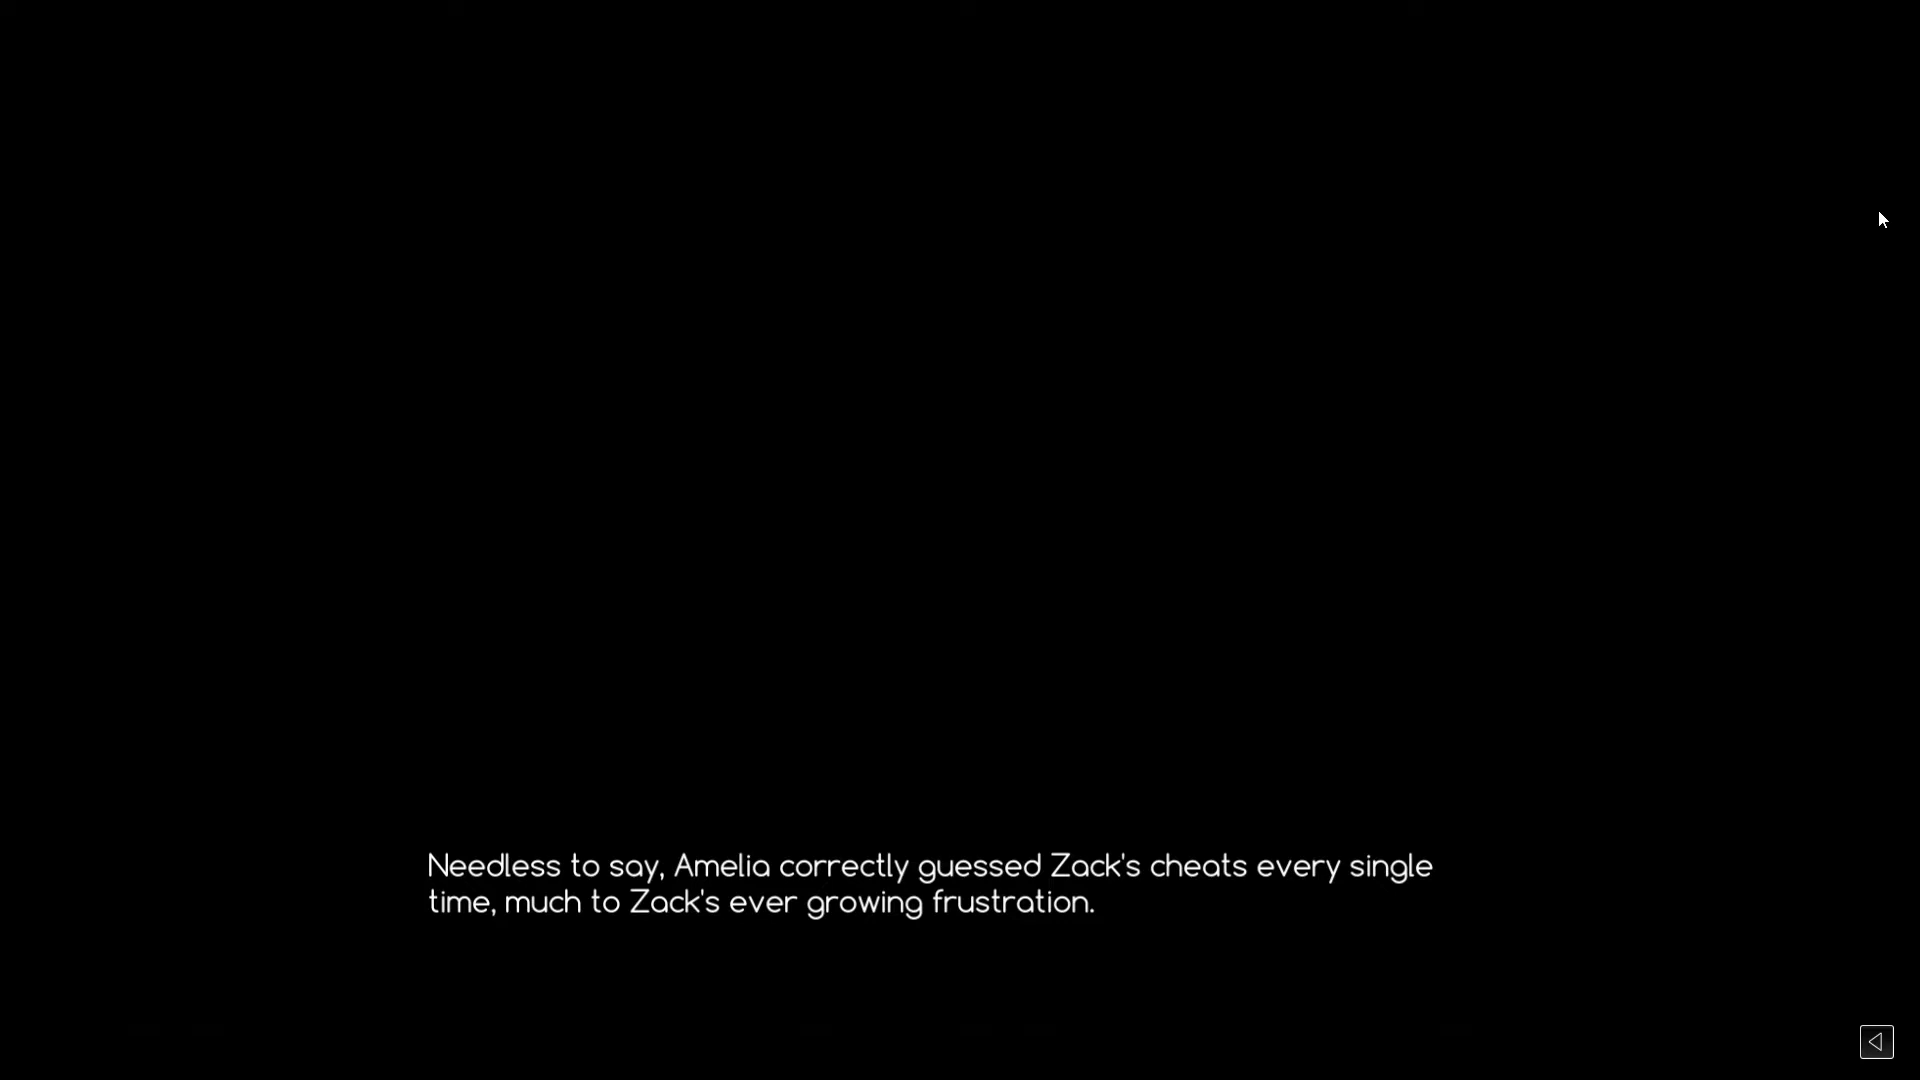 Needless to say, Amelia correctly guessed Zack's cheats every single
time, much to Zack's ever growing frustration.